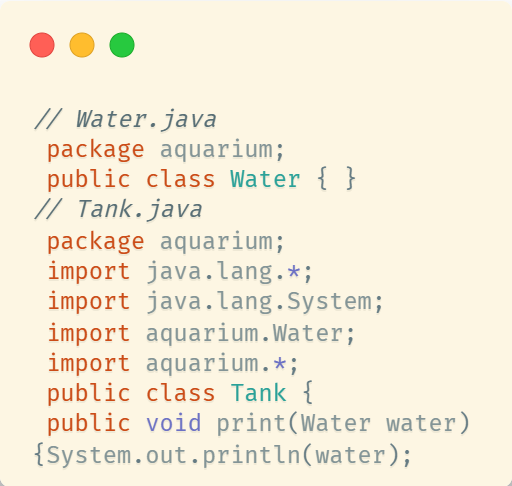 // Water.java
package aquarium;
public class Water { }
// Tank.java
package aquarium;
import java.lang.*;
import java.lang.System;
import aquarium.Water;
import aquarium.*;
public class Tank {
public void print(Water water)
{System.out.println(water);